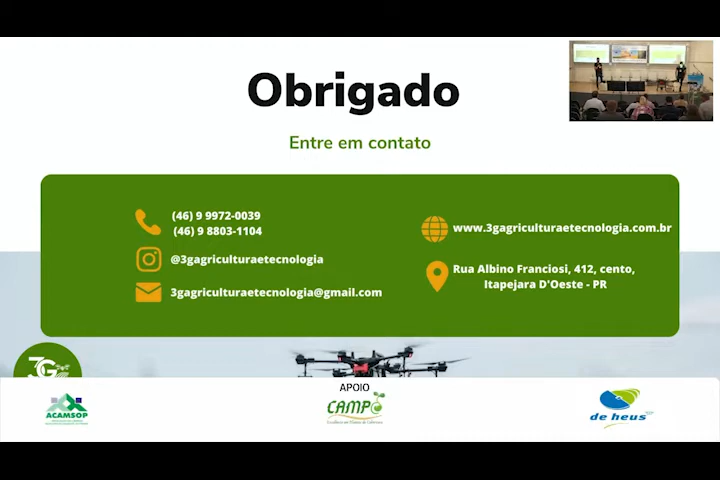 Obrigado
Entre em contato
(46) 9 9972-0039
(46) 9 8803-1104
@3gagriculturaetecnologia
3gagriculturaetecnologia@gmail.com
www.3gagriculturaetecnologia.com.br
Rua Albino Franciosi, 412, cento,
Itapejara D'Oeste - PR
3G
APOIO
ACAMSOP
CAMPO
de heus